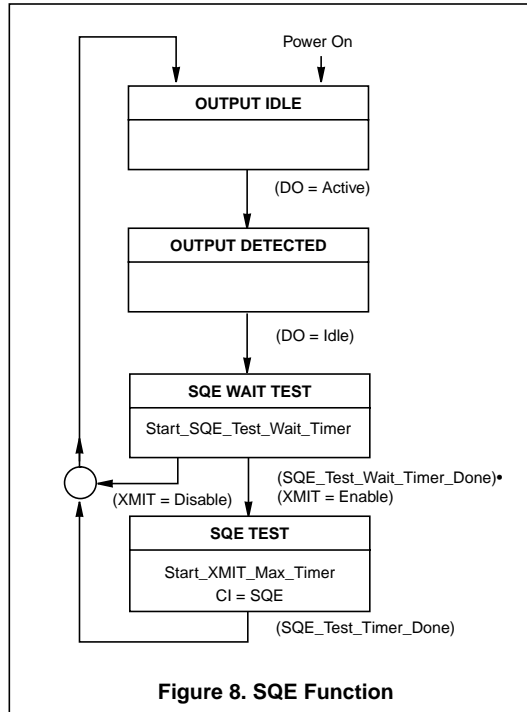 Power On
OUTPUT IDLE
(DO = Active)
OUTPUT DETECTED
(DO = Idle)
SQE WAIT TEST
Start_SQE_Test_Wait_Timer
(SQE_Test_Wait_Timer_Done)•
(XMIT = Disable)
(XMIT = Enable)
SQE TEST
Start_XMIT_Max_Timer
CI = SQE
(SQE_Test_Timer_Done)
Figure 8. SQE Function